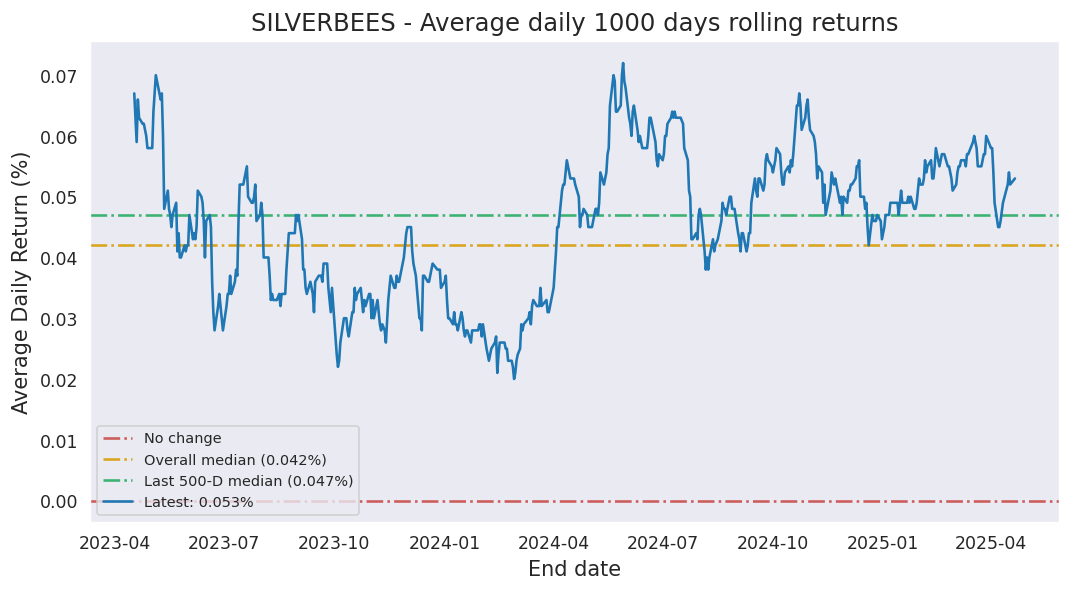 SILVERBEES - Average daily 1000 days rolling returns
Average Daily Return (%)
0.07
0.06
0.05
0.04
0.03
0.02
0.01
0.00
No change
Overall median (0.042%)
Last 500-D median (0.047%)
Latest: 0.053%
2023-04 2023-07 2023-10 2024-01 2024-04 2024-07 2024-10 2025-01 2025-04
End date